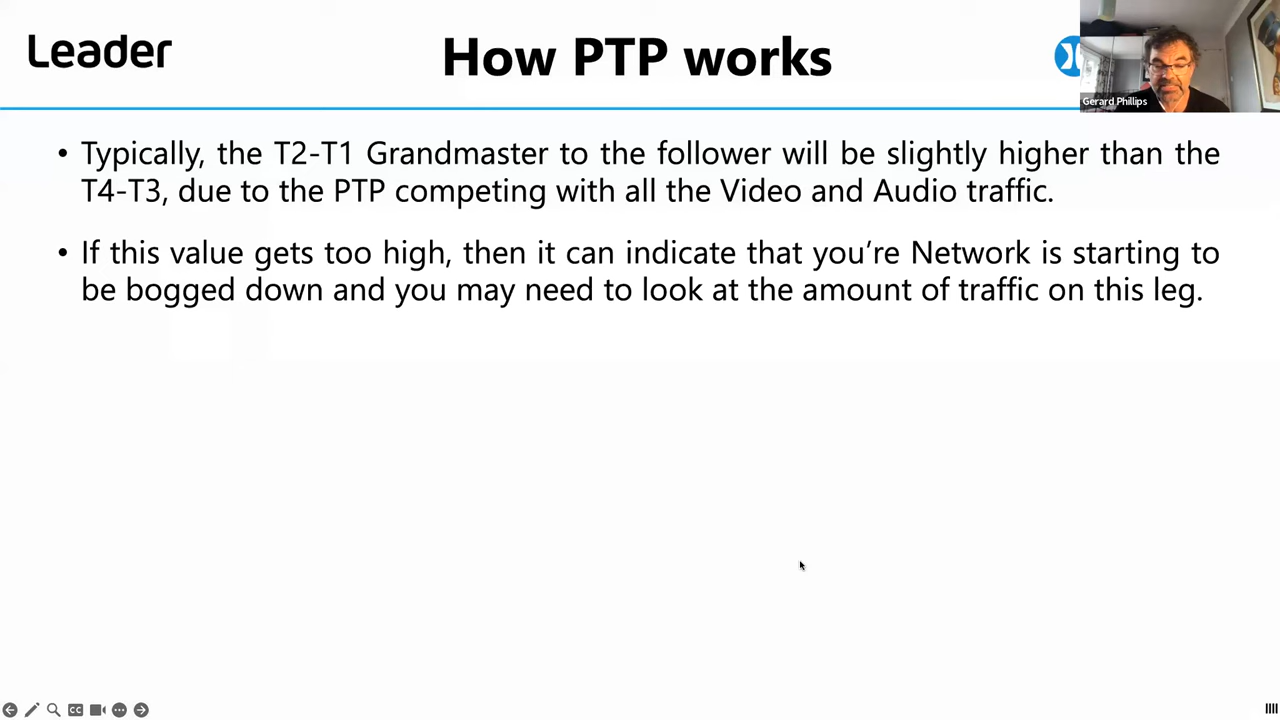 Leader
How PTP works
Gerard Phillips
• Typically, the T2-T1 Grandmaster to the follower will be slightly higher than the
T4-T3, due to the PTP competing with all the Video and Audio traffic.
• If this value gets too high, then it can indicate that you’re Network is starting to
be bogged down and you may need to look at the amount of traffic on this leg.
CC